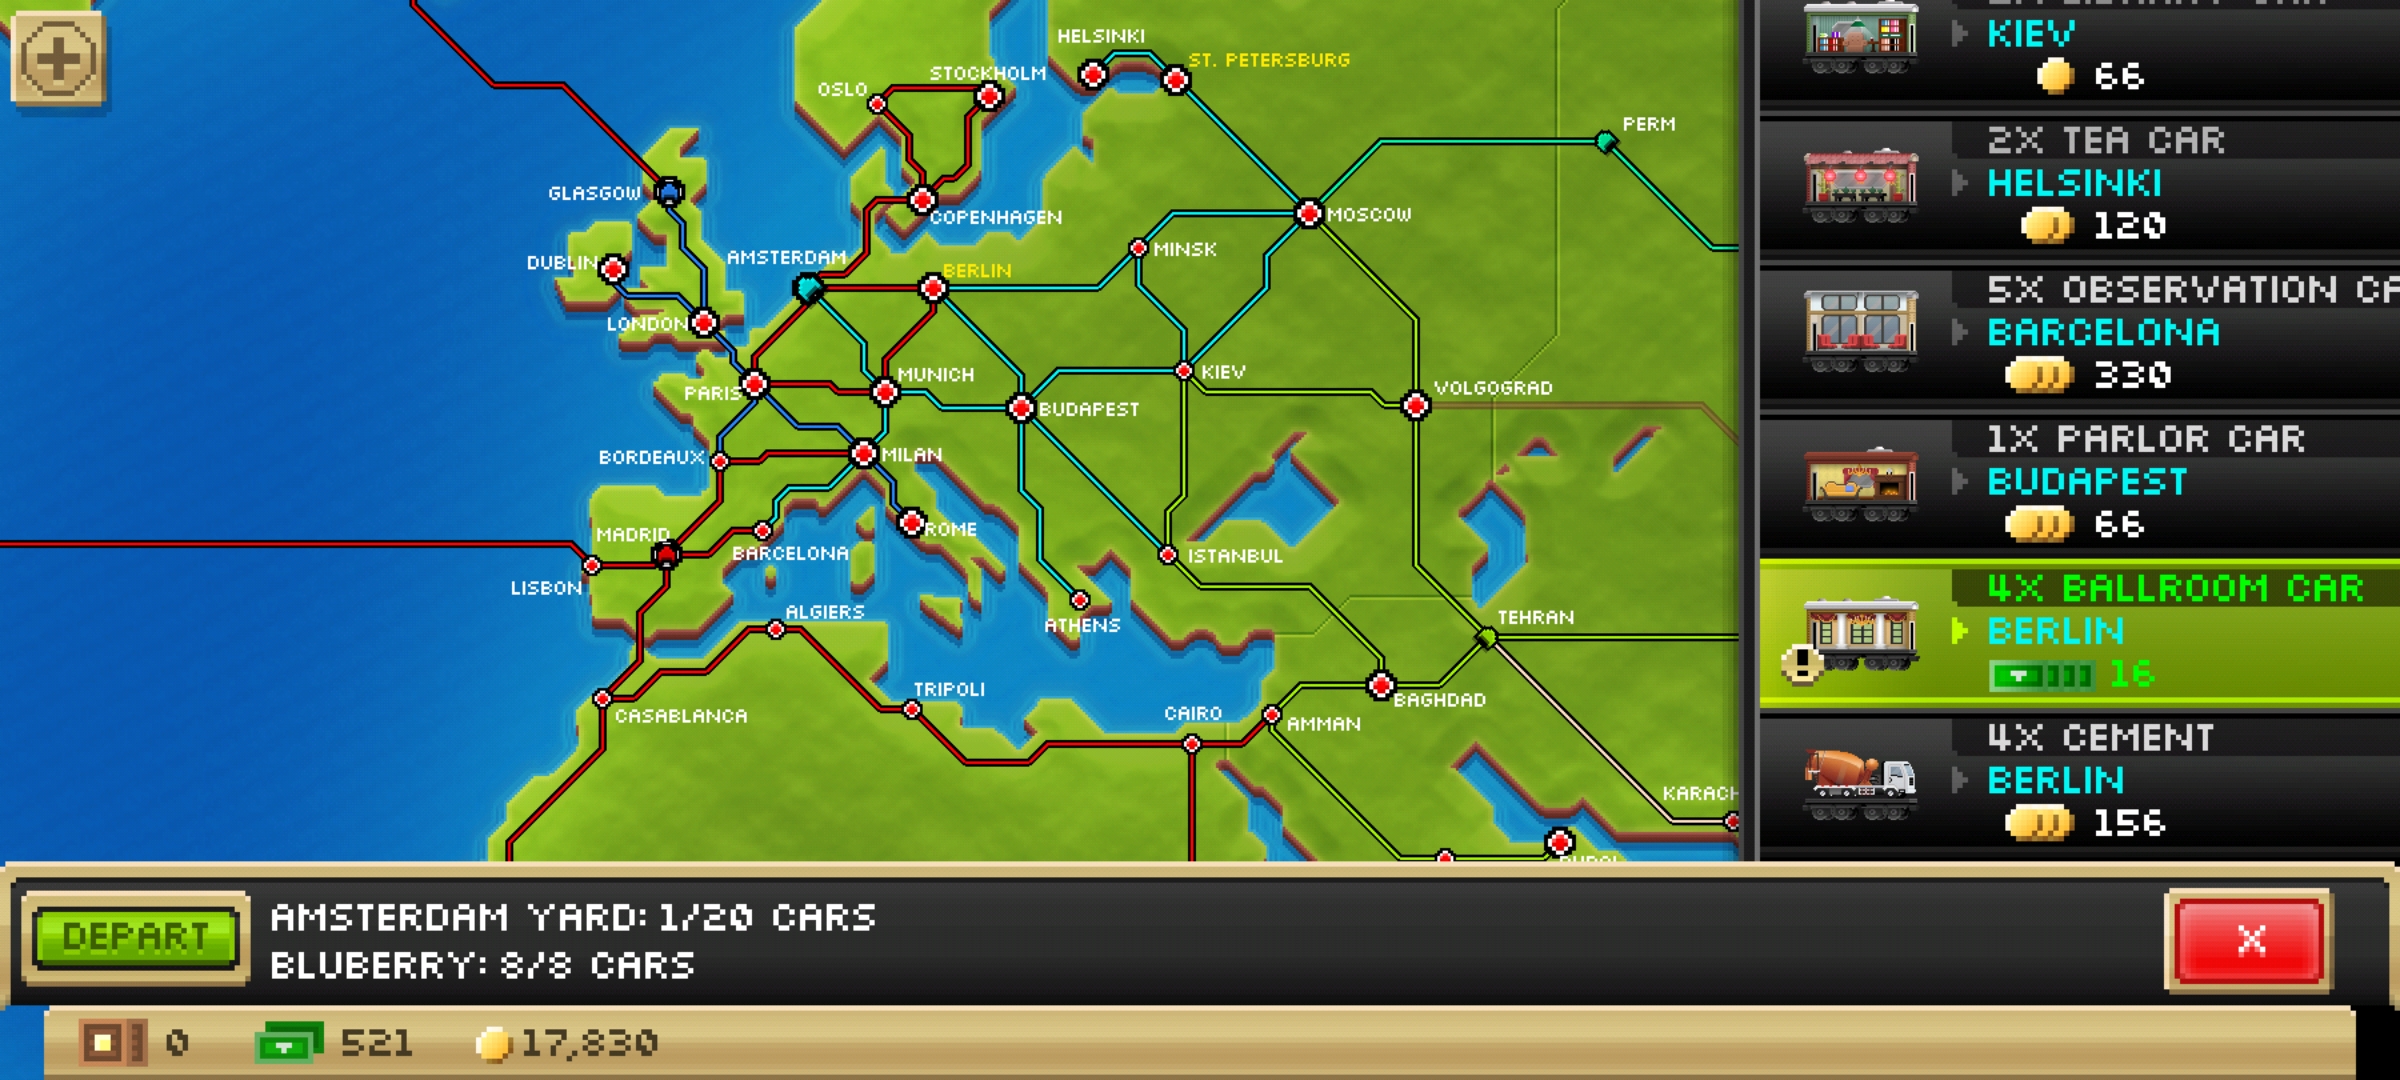 HELSINKI
ST. PETERSBURG
STOCKHOLM
OSLO
PERM
GLASGOW
COPENHAGEN
MOSCOW
MINSK
DUBLIN
AMSTERDAM
BERLIN
LONDON
MUNICH
KIEV
VOLGOGRAD
PARIS
BUDAPEST
BORDEAUX
MILAN
MADRID
ROME
BARCELONA
ISTANBUL
LISBON
ALGIERS
ATHENS
TEHRAN
TRIPOLI
BAGHDAD
CASABLANCA
CAIRO
AMMAN
KIEV
66
2X TEA CAR
HELSINKI
120
5X OBSERVATION CA
BARCELONA
330
1X PARLOR CAR
BUDAPEST
66
4X BALLROOM CAR
BERLIN
16
4X CEMENT
BERLIN
156
DEPART
AMSTERDAM YARD: 1/20 CARS
BLUBERRY: 8/8 CARS
X
0
521
17,830